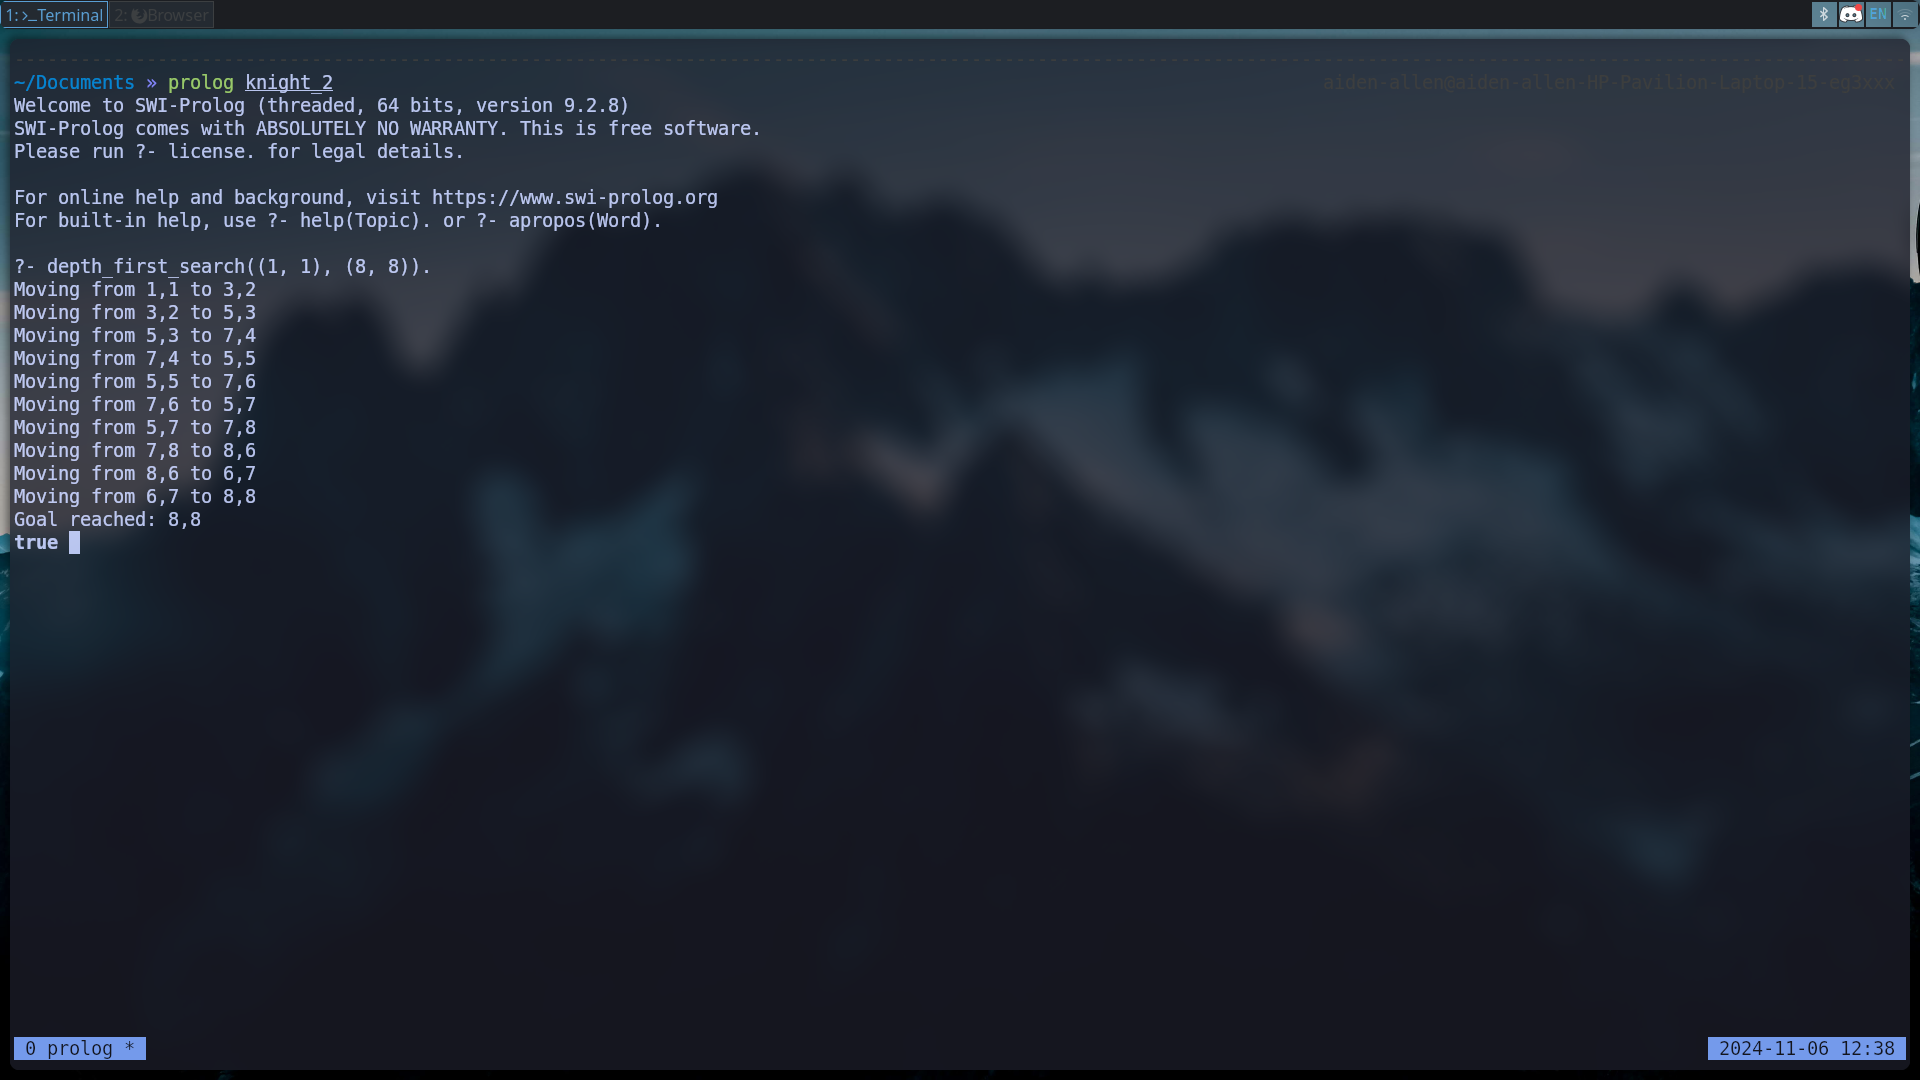 1: >_Terminal 2: Browser EN
~/Documents » prolog knight_2 aiden-allen@aiden-allen-HP-Pavilion-Laptop-15-eg3xxx
Welcome to SWI-Prolog (threaded, 64 bits, version 9.2.8)
SWI-Prolog comes with ABSOLUTELY NO WARRANTY. This is free software.
Please run ?- license. for legal details.
For online help and background, visit https://www.swi-prolog.org
For built-in help, use ?- help(Topic). or ?- apropos(Word).
?- depth_first_search((1, 1), (8, 8)).
Moving from 1,1 to 3,2
Moving from 3,2 to 5,3
Moving from 5,3 to 7,4
Moving from 7,4 to 5,5
Moving from 5,5 to 7,6
Moving from 7,6 to 5,7
Moving from 5,7 to 7,8
Moving from 7,8 to 8,6
Moving from 8,6 to 6,7
Moving from 6,7 to 8,8
Goal reached: 8,8
true
0 prolog * 2024-11-06 12:38